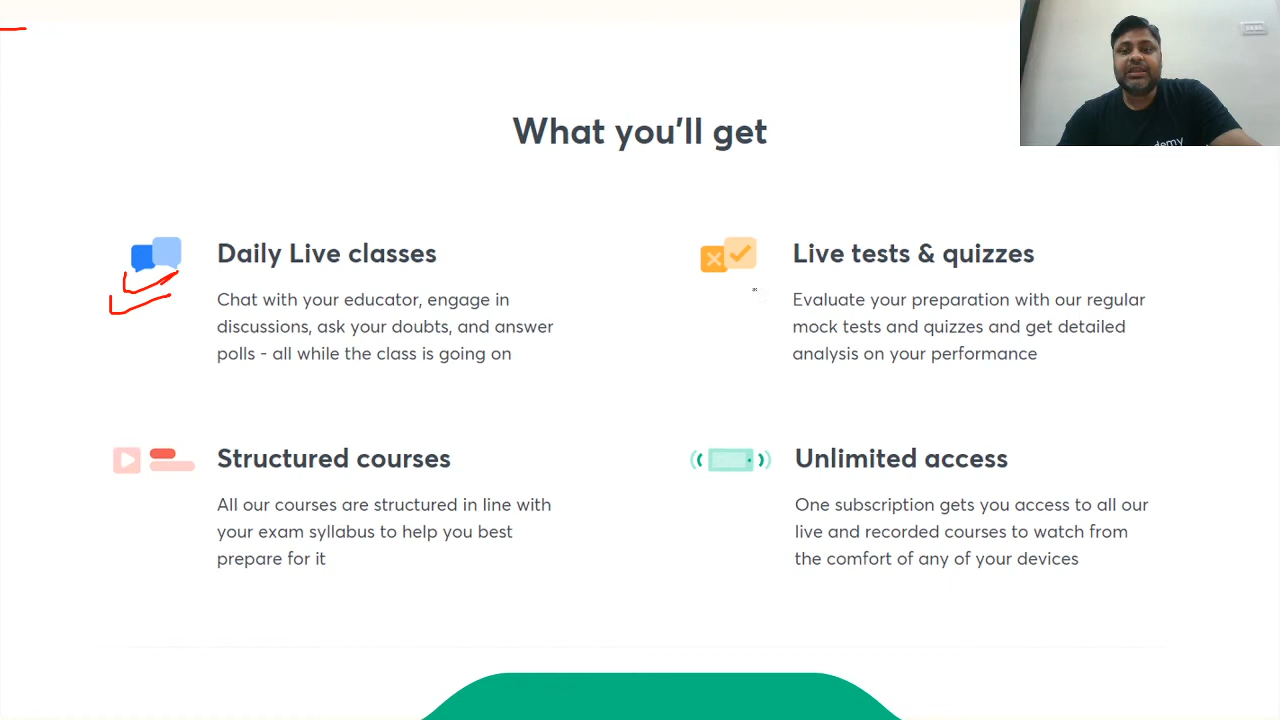 What you'll get
Daily Live classes
Chat with your educator, engage in
discussions, ask your doubts, and answer
polls - all while the class is going on
Live tests & quizzes
Evaluate your preparation with our regular
mock tests and quizzes and get detailed
analysis on your performance
Structured courses
All our courses are structured in line with
your exam syllabus to help you best
prepare for it
Unlimited access
One subscription gets you access to all our
live and recorded courses to watch from
the comfort of any of your devices
demy